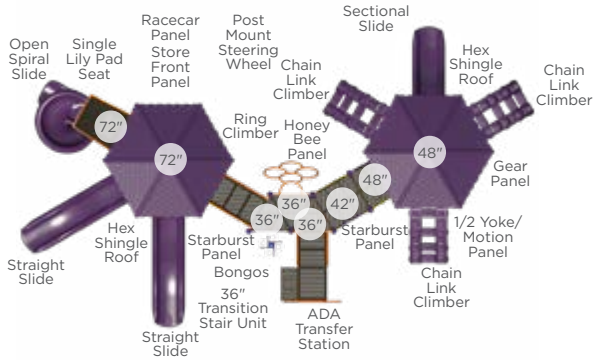 Open
Spiral
Slide
Single
Lily Pad
Seat
Racecar
Panel
Store
Front
Panel
Post
Mount
Steering
Wheel
Sectional
Slide
Chain
Link
Climber
Hex
Shingle
Roof
Chain
Link
Climber
Ring
Climber
Honey
Bee
Panel
72"
72"
48"
48"
42"
36"
36"
36"
Gear
Panel
Straight
Slide
Hex
Shingle
Roof
Starburst
Panel
Bongos
Starburst
Panel
1/2 Yoke/
Motion
Panel
Chain
Link
Climber
36"
Transition
Stair Unit
ADA
Transfer
Station
Straight
Slide